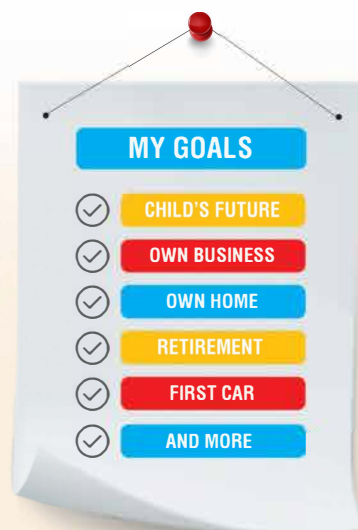 MY GOALS
CHILD'S FUTURE
OWN BUSINESS
OWN HOME
RETIREMENT
FIRST CAR
AND MORE